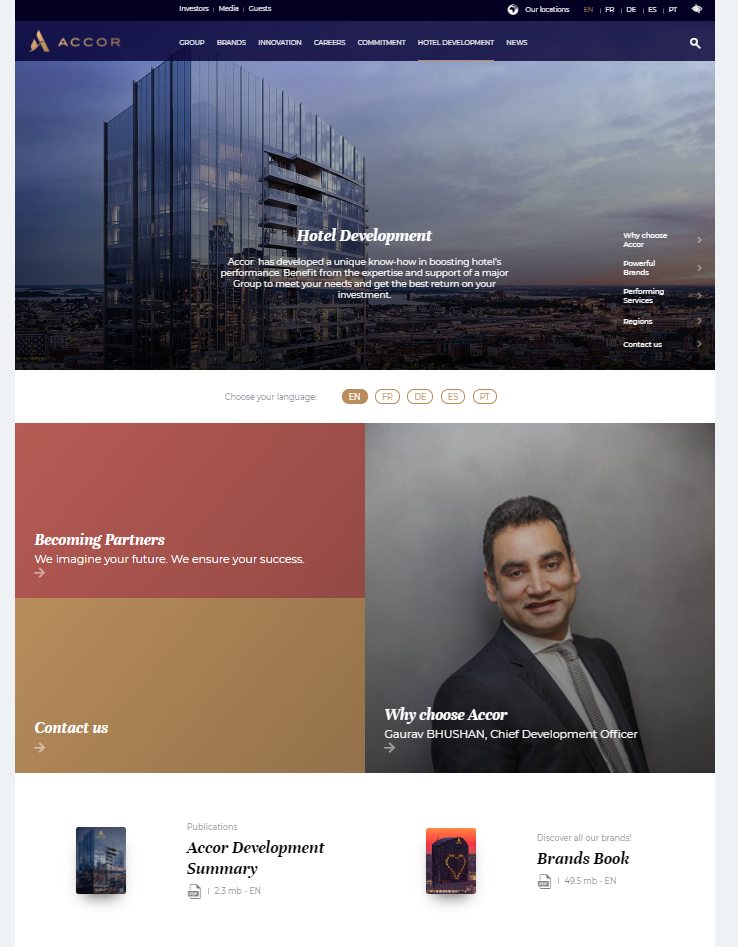 Investors | Media | Guests
Our locations EN | FR | DE | ES | PT
ACCOR
GROUP BRANDS INNOVATION CAREERS COMMITMENT HOTEL DEVELOPMENT NEWS
Hotel Development
Accor has developed a unique know-how in boosting hotel's
performance. Benefit from the expertise and support of a major
Group to meet your needs and get the best return on your
investment.
Why choose
Accor
Powerful
Brands
Performing
Services
Regions
Contact us
Choose your language: EN FR DE ES PT
Becoming Partners
We imagine your future. We ensure your success.
Contact us
Why choose Accor
Gaurav BHUSHAN, Chief Development Officer
Publications
Accor Development
Summary
PDF | 2.3 mb - EN
Discover all our brands!
Brands Book
PDF | 49.5 mb - EN